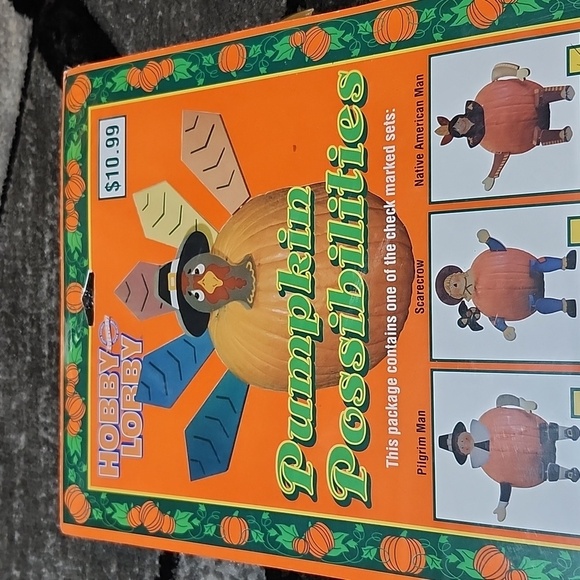 HOBBY
LOBBY
$10.99
Pumpkin
Possibilities
This package contains one of the check marked sets:
Pilgrim Man
Scarecrow
Native American Man